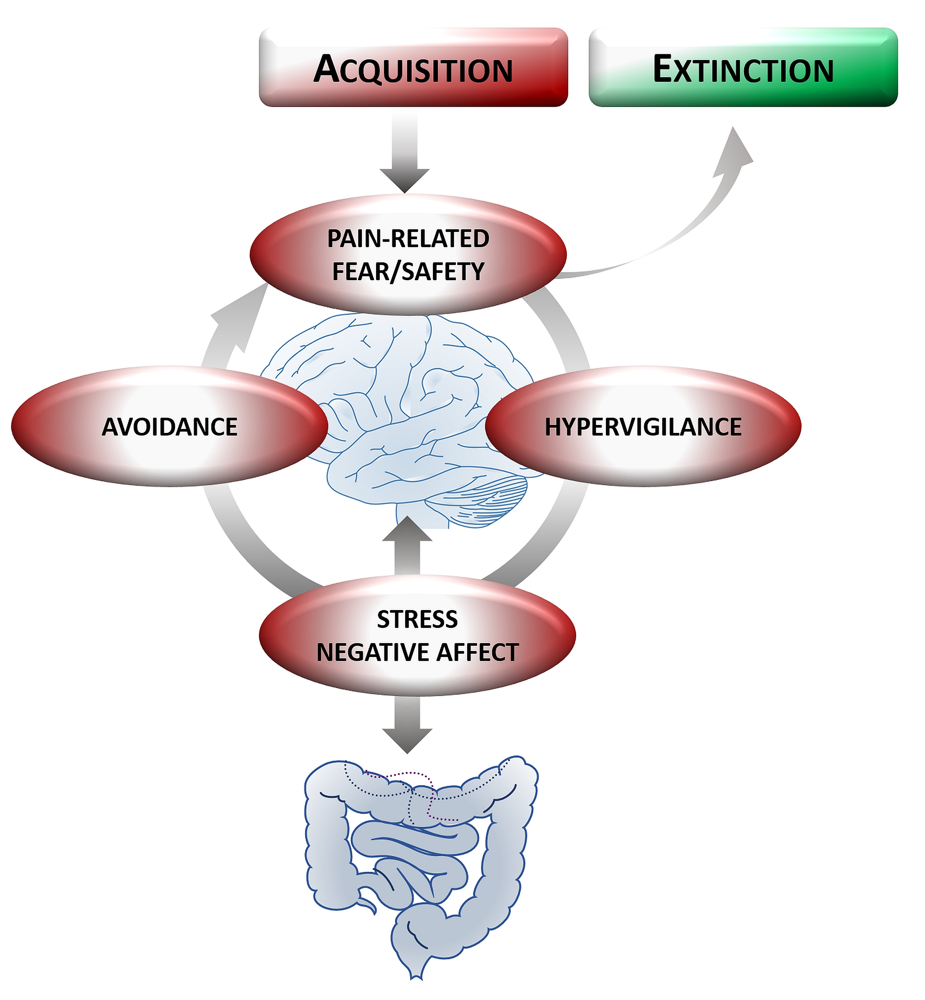 ACQUISITION
EXTINCTION
PAIN-RELATED
FEAR/SAFETY
AVOIDANCE
HYPERVIGILANCE
STRESS
NEGATIVE AFFECT